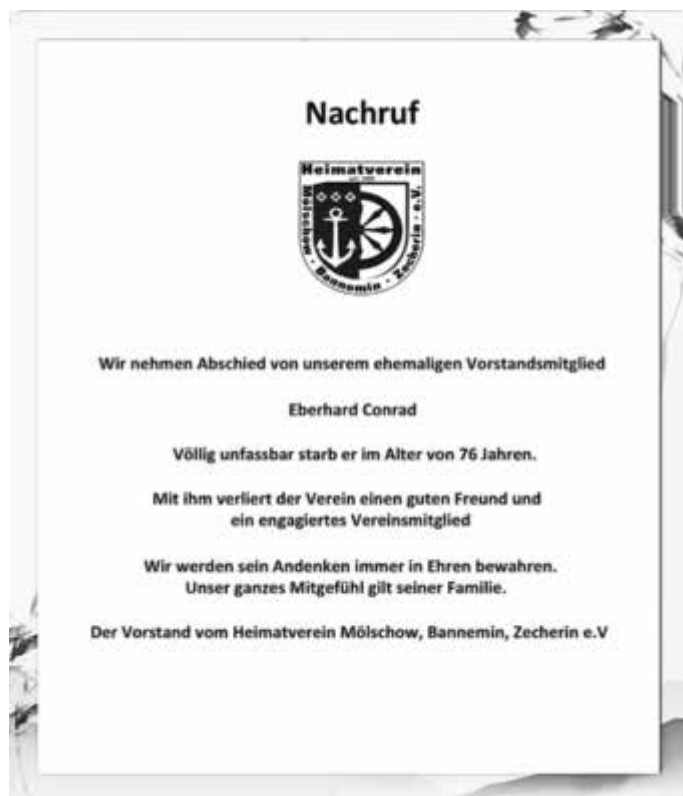 Nachruf
Heimatverein
Mölschow · Bannemin · Zecherin · e.V.
Wir nehmen Abschied von unserem ehemaligen Vorstandsmitglied
Eberhard Conrad
Völlig unfassbar starb er im Alter von 76 Jahren.
Mit ihm verliert der Verein einen guten Freund und
ein engagiertes Vereinsmitglied
Wir werden sein Andenken immer in Ehren bewahren.
Unser ganzes Mitgefühl gilt seiner Familie.
Der Vorstand vom Heimatverein Mölschow, Bannemin, Zecherin e.V